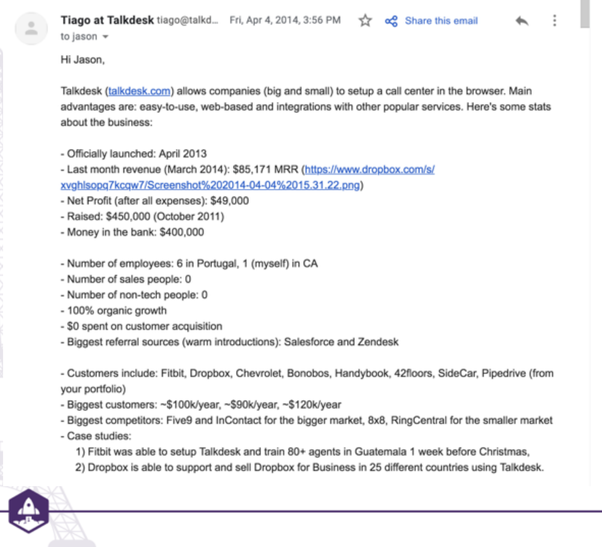 Tiago at Talkdesk tiago@talkd... Fri, Apr 4, 2014, 3:56 PM Share this email
to jason
Hi Jason,
Talkdesk (talkdesk.com) allows companies (big and small) to setup a call center in the browser. Main
advantages are: easy-to-use, web-based and integrations with other popular services. Here's some stats
about the business:
- Officially launched: April 2013
- Last month revenue (March 2014): $85,171 MRR (https://www.dropbox.com/s/
xvghlsopq7kcqw7/Screenshot%202014-04-04%2015.31.22.png)
- Net Profit (after all expenses): $49,000
- Raised: $450,000 (October 2011)
- Money in the bank: $400,000
- Number of employees: 6 in Portugal, 1 (myself) in CA
- Number of sales people: 0
- Number of non-tech people: 0
- 100% organic growth
- $0 spent on customer acquisition
- Biggest referral sources (warm introductions): Salesforce and Zendesk
- Customers include: Fitbit, Dropbox, Chevrolet, Bonobos, Handybook, 42floors, SideCar, Pipedrive (from
your portfolio)
- Biggest customers: ~$100k/year, ~$90k/year, ~$120k/year
- Biggest competitors: Five9 and InContact for the bigger market, 8x8, RingCentral for the smaller market
- Case studies:
1) Fitbit was able to setup Talkdesk and train 80+ agents in Guatemala 1 week before Christmas,
2) Dropbox is able to support and sell Dropbox for Business in 25 different countries using Talkdesk.